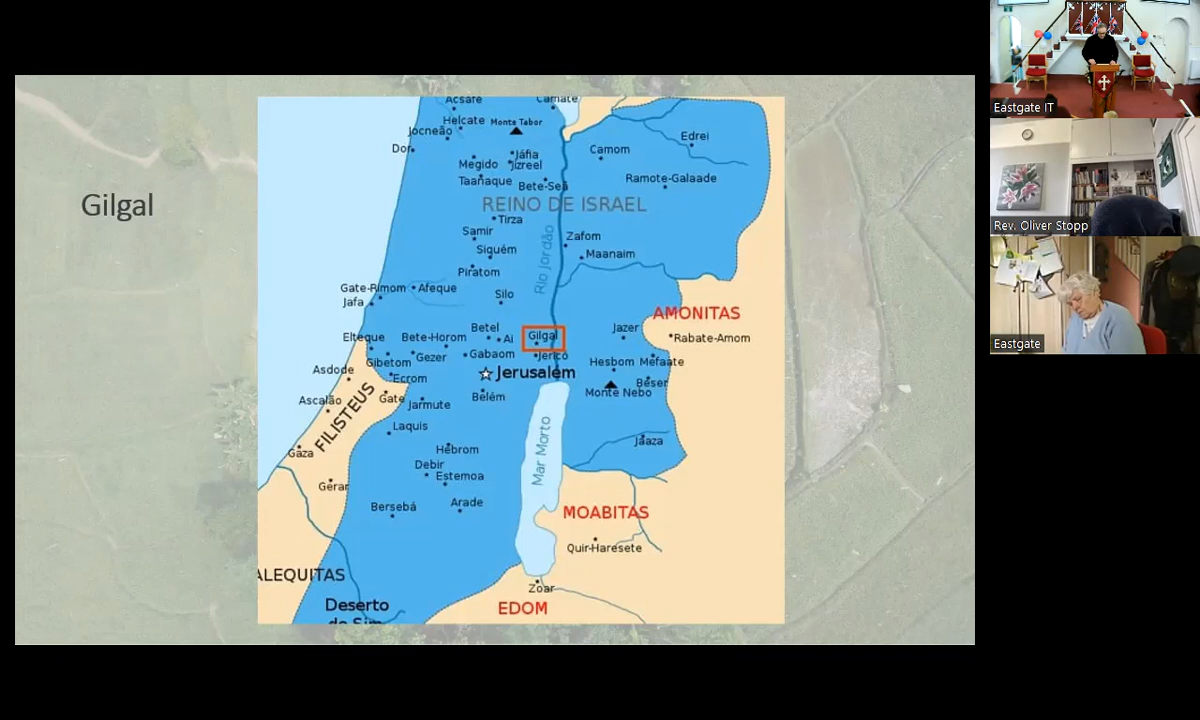 Gilgal
Acsafe
Camate
Helcate
Monte Tabor
Jocneão
Edrei
Dor
Jáfia
Camom
Megido
Jizreel
Taanaque
Bete-Seã
Ramote-Galaade
REINO DE ISRAEL
Tirza
Samir
Zafom
Siquém
Maanaim
Rio Jordão
Piratom
Gate-Rimom
Afeque
Silo
Jafa
AMONITAS
Betel
Jazer
Elteque
Bete-Horom
Ai
Gilgal
Rabate-Amom
Gabaom
Jericó
Gibetom
Gezer
Hesbom
Mefaate
Asdode
Jerusalém
Ecrom
Beser
Monte Nebo
Ascalão
Gate
Jarmute
Belém
FILISTEUS
Laquis
Mar Morto
Jaaza
Gaza
Hebrom
Debir
Estemoa
Gerar
Bersebá
Arade
MOABITAS
Quir-Haresete
ALEQUITAS
Zoar
Deserto
de Sim
EDOM
Eastgate IT
Rev. Oliver Stopp
Eastgate